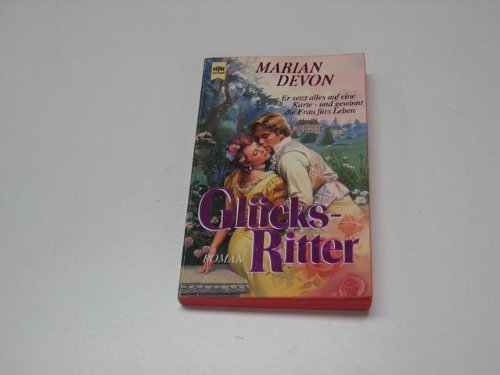 MARIAN
DEVON
Er setzt alles auf eine
Karte - und gewinnt
die Frau fürs Leben
Glücks-
Ritter
ROMAN